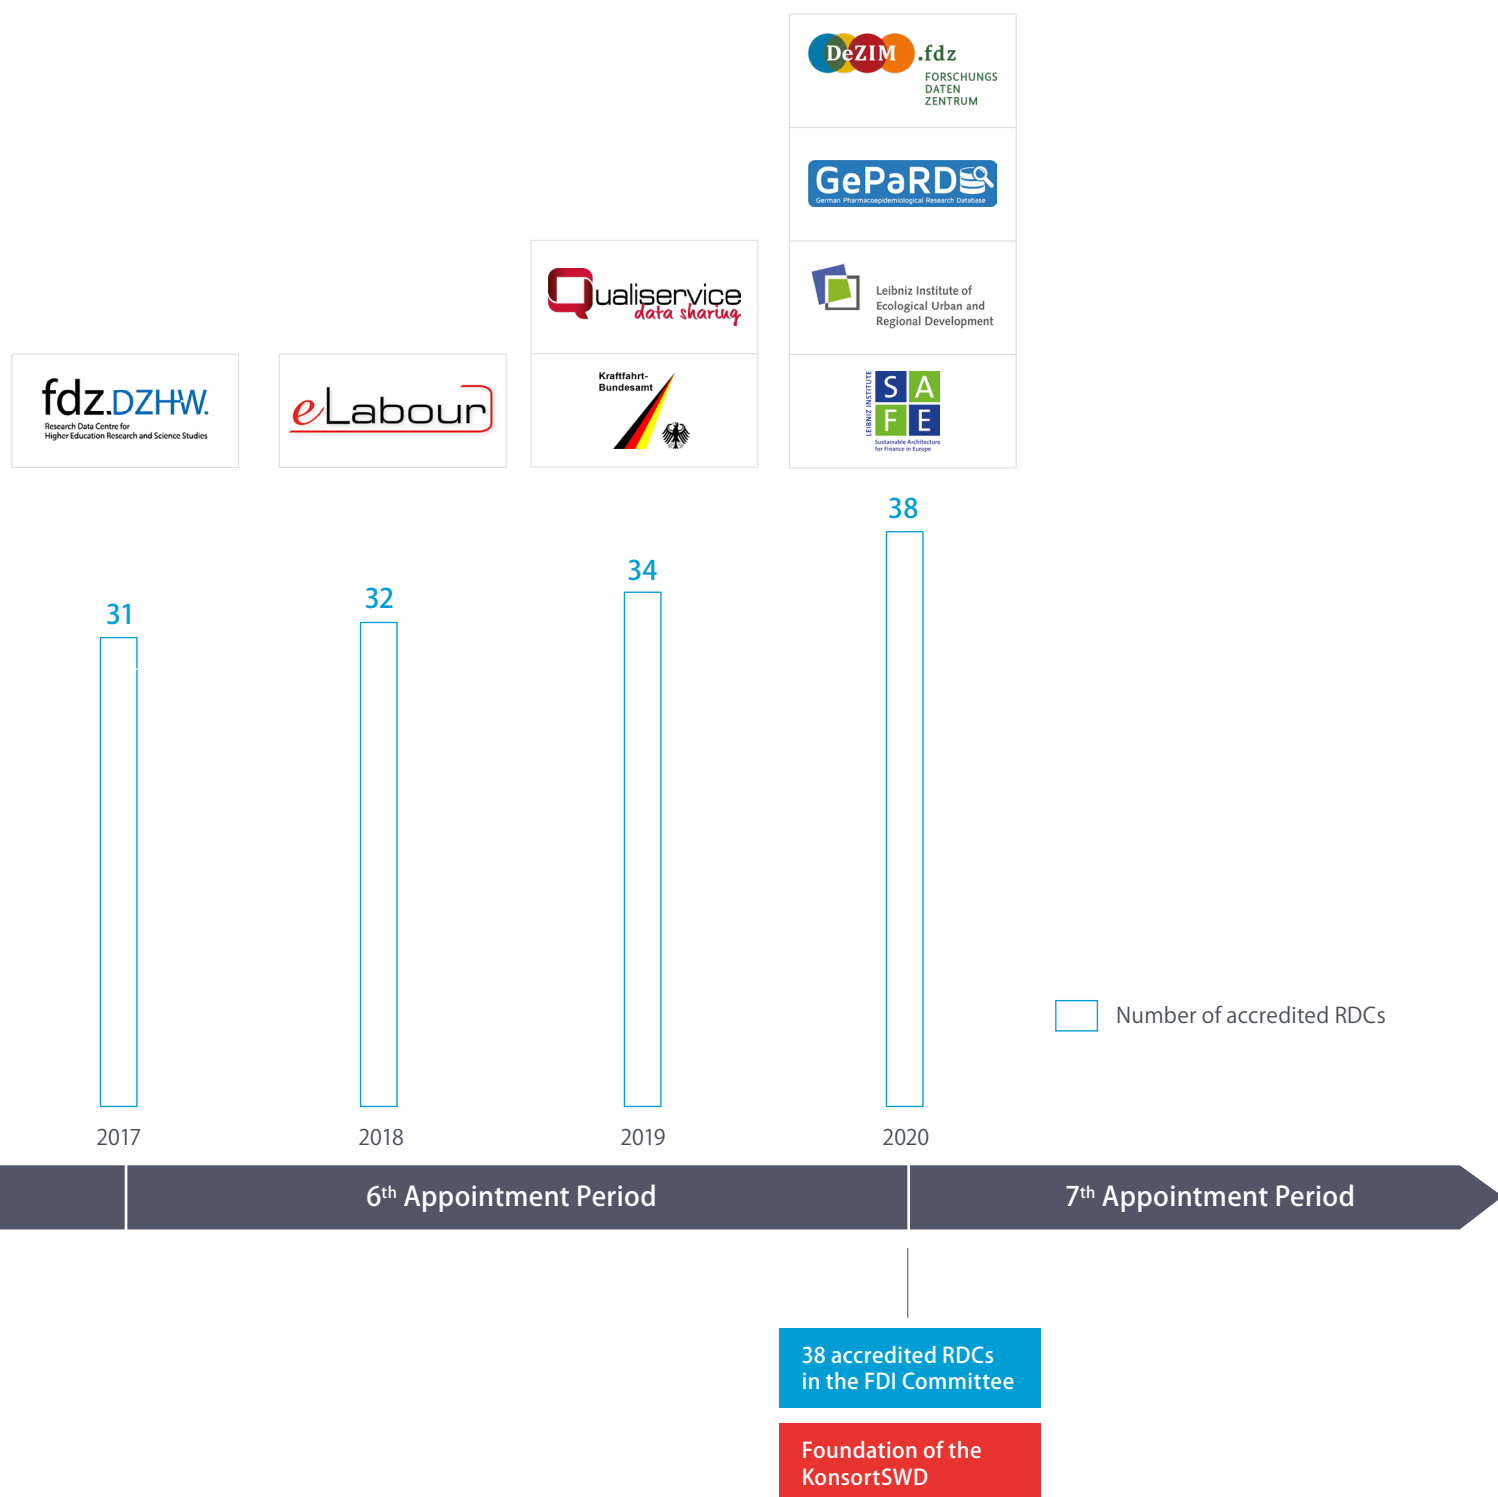 DeZIM .fdz
FORSCHUNGS
DATEN
ZENTRUM
GePaRD
German Pharmacoepidemiological Research Database
Qualiservice
data sharing
Leibniz Institute of
Ecological Urban and
Regional Development
fdz.DZHW.
Research Data Centre for
Higher Education Research and Science Studies
eLabour
Kraftfahrt-
Bundesamt
LEIBNIZ INSTITUTE
SA
FE
Sustainable Architecture
for Finance in Europe
31
32
34
38
Number of accredited RDCs
2017
2018
2019
2020
6th Appointment Period
7th Appointment Period
38 accredited RDCs
in the FDI Committee
Foundation of the
KonsortSWD